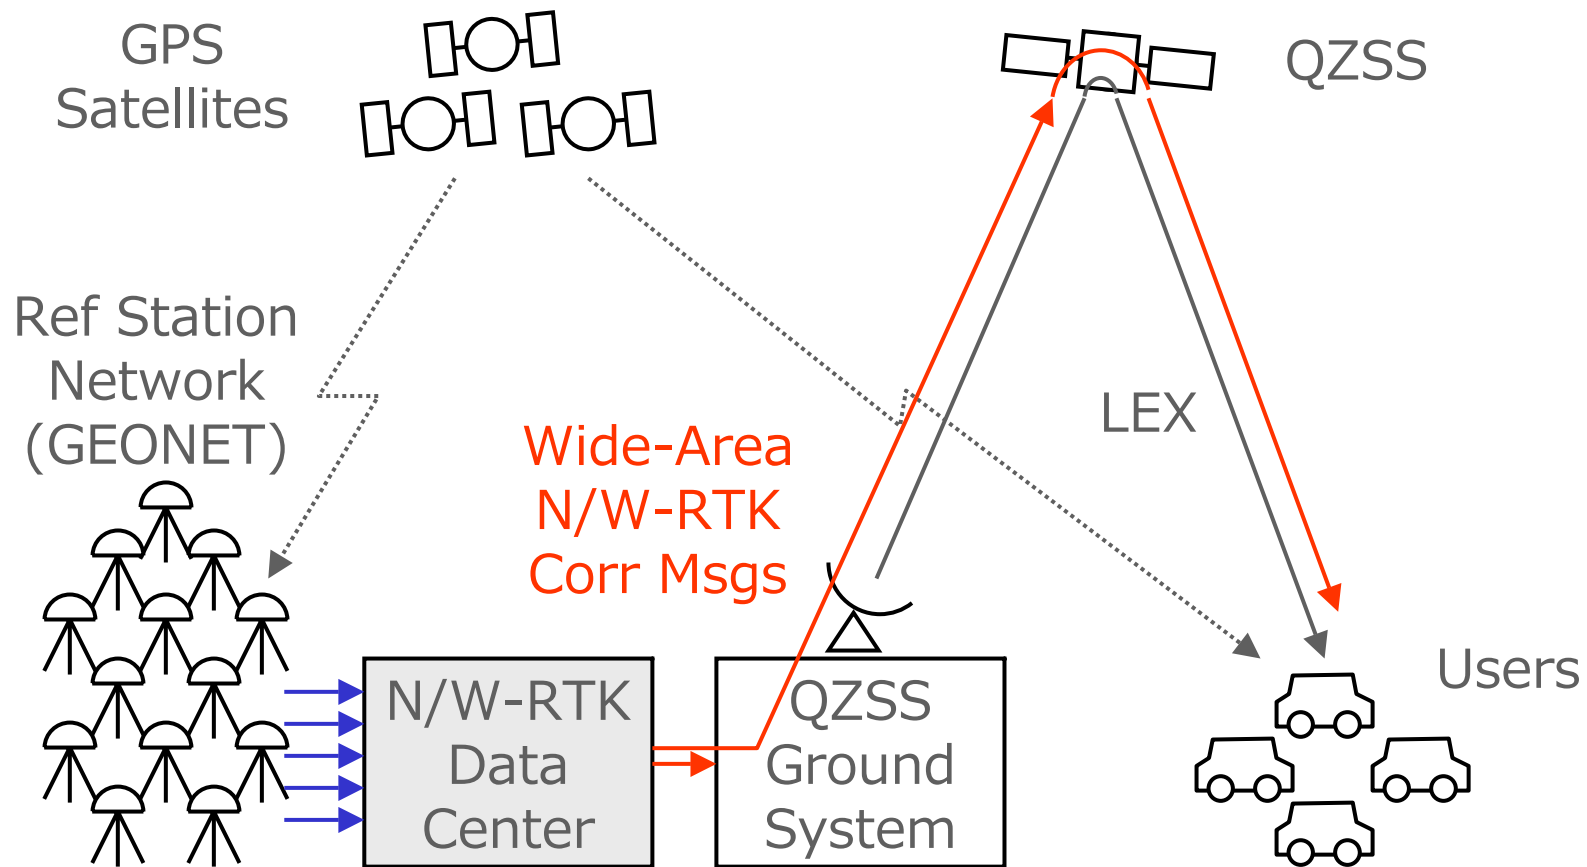 GPS
Satellites
QZSS
Ref Station
Network
(GEONET)
Wide-Area
N/W-RTK
Corr Msgs
LEX
Users
N/W-RTK
Data
Center
QZSS
Ground
System